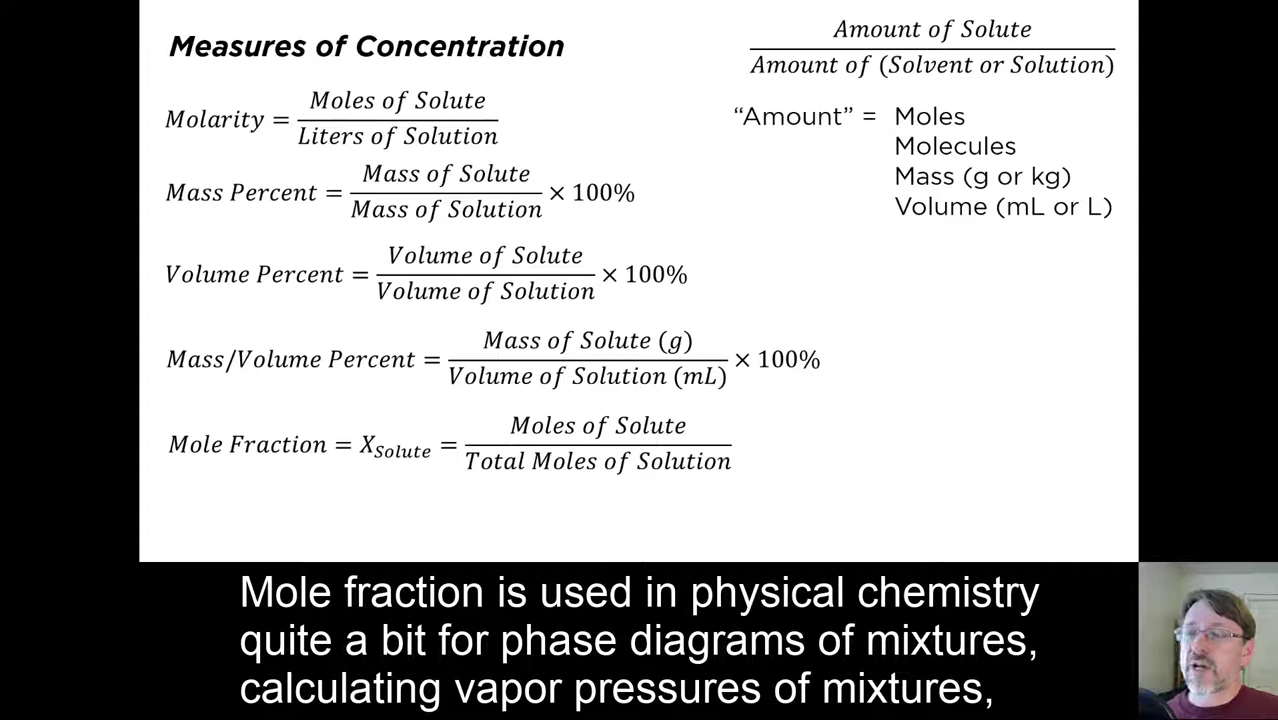 Measures of Concentration
Amount of Solute
Amount of (Solvent or Solution)
"Amount" = Moles
Molecules
Mass (g or kg)
Volume (mL or L)
Molarity = Moles of Solute / Liters of Solution
Mass Percent = Mass of Solute / Mass of Solution × 100%
Volume Percent = Volume of Solute / Volume of Solution × 100%
Mass/Volume Percent = Mass of Solute (g) / Volume of Solution (mL) × 100%
Mole Fraction = X_Solute = Moles of Solute / Total Moles of Solution
Mole fraction is used in physical chemistry
quite a bit for phase diagrams of mixtures,
calculating vapor pressures of mixtures,